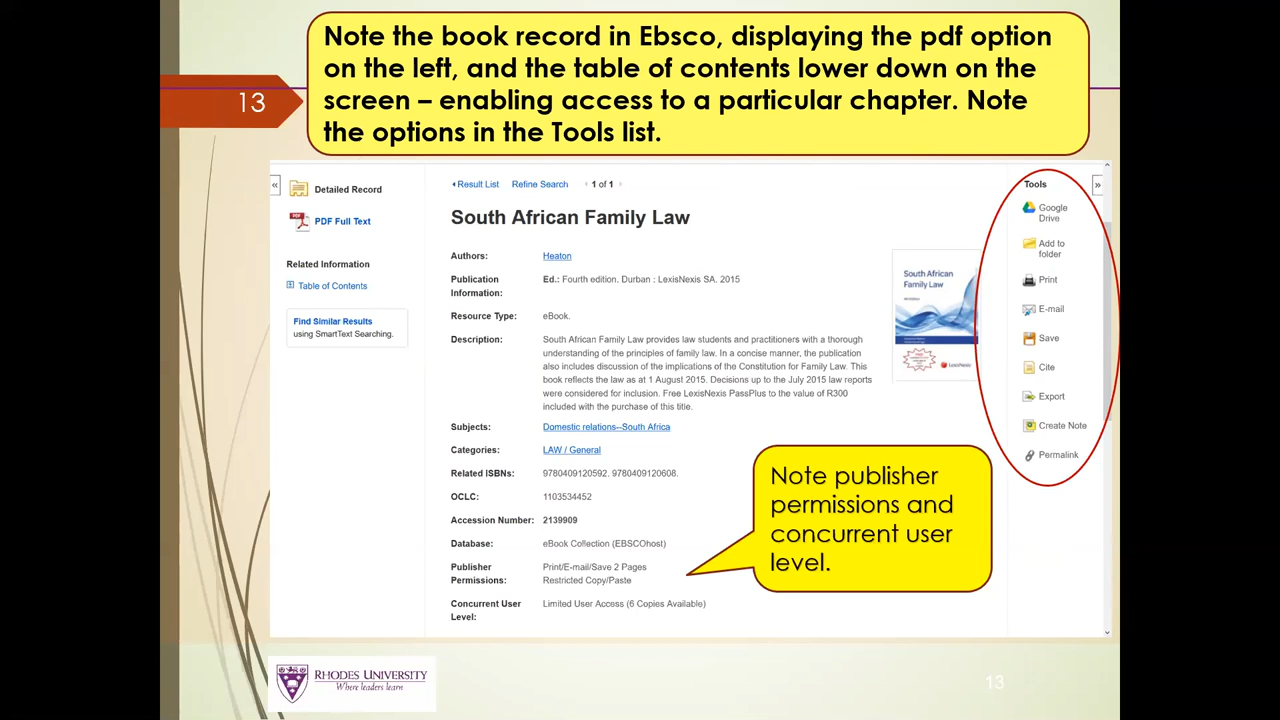 Note the book record in Ebsco, displaying the pdf option
on the left, and the table of contents lower down on the
screen – enabling access to a particular chapter. Note
the options in the Tools list.
13
Detailed Record
PDF Full Text
Related Information
Table of Contents
Find Similar Results
using SmartText Searching.
Result List Refine Search 1 of 1
South African Family Law
Authors: Heaton
Publication Information: Ed.: Fourth edition. Durban : LexisNexis SA. 2015
Resource Type: eBook.
Description: South African Family Law provides law students and practitioners with a thorough
understanding of the principles of family law. In a concise manner, the publication
also includes discussion of the implications of the Constitution for Family Law. This
book reflects the law as at 1 August 2015. Decisions up to the July 2015 law reports
were considered for inclusion. Free LexisNexis PassPlus to the value of R300
included with the purchase of this title.
Subjects: Domestic relations--South Africa
Categories: LAW / General
Related ISBNs: 9780409120592. 9780409120608.
OCLC: 1103534452
Accession Number: 2139909
Database: eBook Collection (EBSCOhost)
Publisher Permissions: Print/E-mail/Save 2 Pages
Restricted Copy/Paste
Concurrent User Level: Limited User Access (6 Copies Available)
South African
Family Law
LexisNexis
Tools
Google
Drive
Add to
folder
Print
E-mail
Save
Cite
Export
Create Note
Permalink
Note publisher
permissions and
concurrent user
level.
RHODES UNIVERSITY
Where leaders learn
13